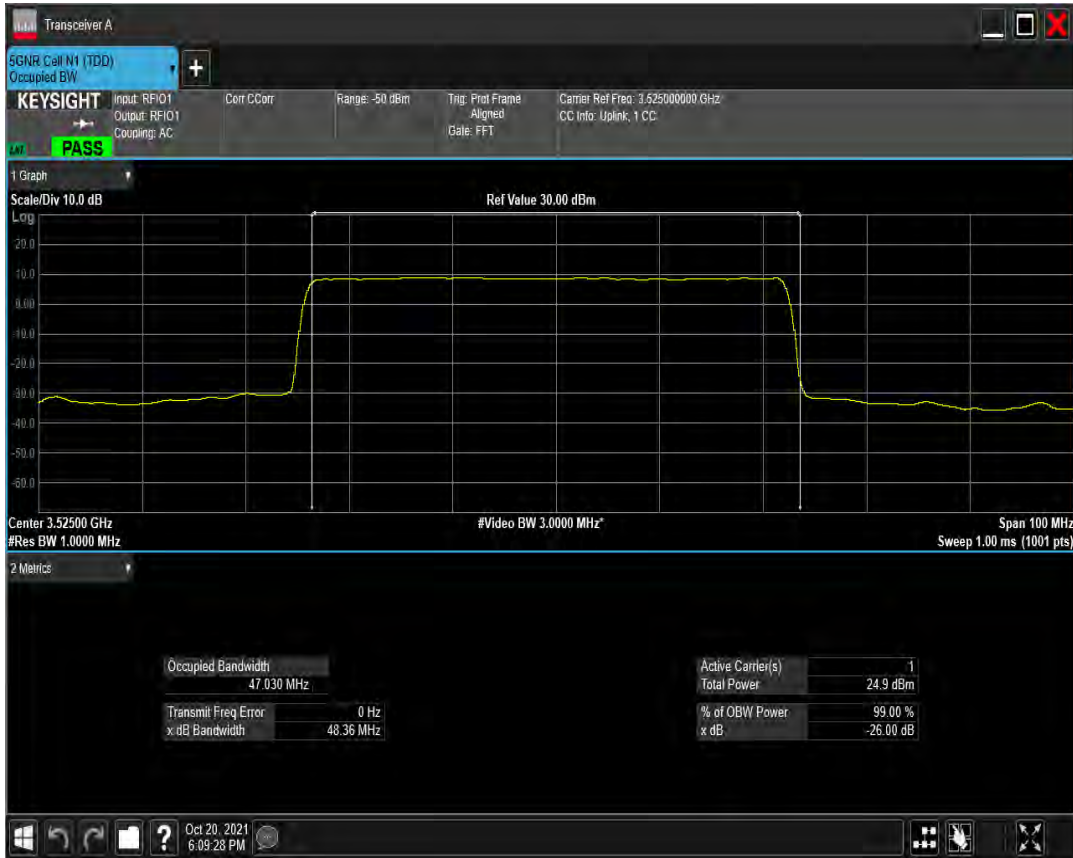 Transceiver A
5GNR Cell N1 (TDD)
Occupied BW
+
KEYSIGHT
Input: RFIO1
Output: RFIO1
Coupling: AC
Corr CCorr
Range: -50 dBm
Trig: Prot Frame
Aligned
Gate: FFT
Carrier Ref Freq: 3.525000000 GHz
CC Info: Uplink, 1 CC
PASS
1 Graph
Scale/Div 10.0 dB
Ref Value 30.00 dBm
Log
20.0
10.0
0.00
-10.0
-20.0
-30.0
-40.0
-50.0
-60.0
Center 3.52500 GHz
#Video BW 3.0000 MHz*
Span 100 MHz
#Res BW 1.0000 MHz
Sweep 1.00 ms (1001 pts)
2 Metrics
Occupied Bandwidth
47.030 MHz
Transmit Freq Error 0 Hz
x dB Bandwidth 48.36 MHz
Active Carrier(s) 1
Total Power 24.9 dBm
% of OBW Power 99.00 %
x dB -26.00 dB
?
Oct 20, 2021
6:09:28 PM